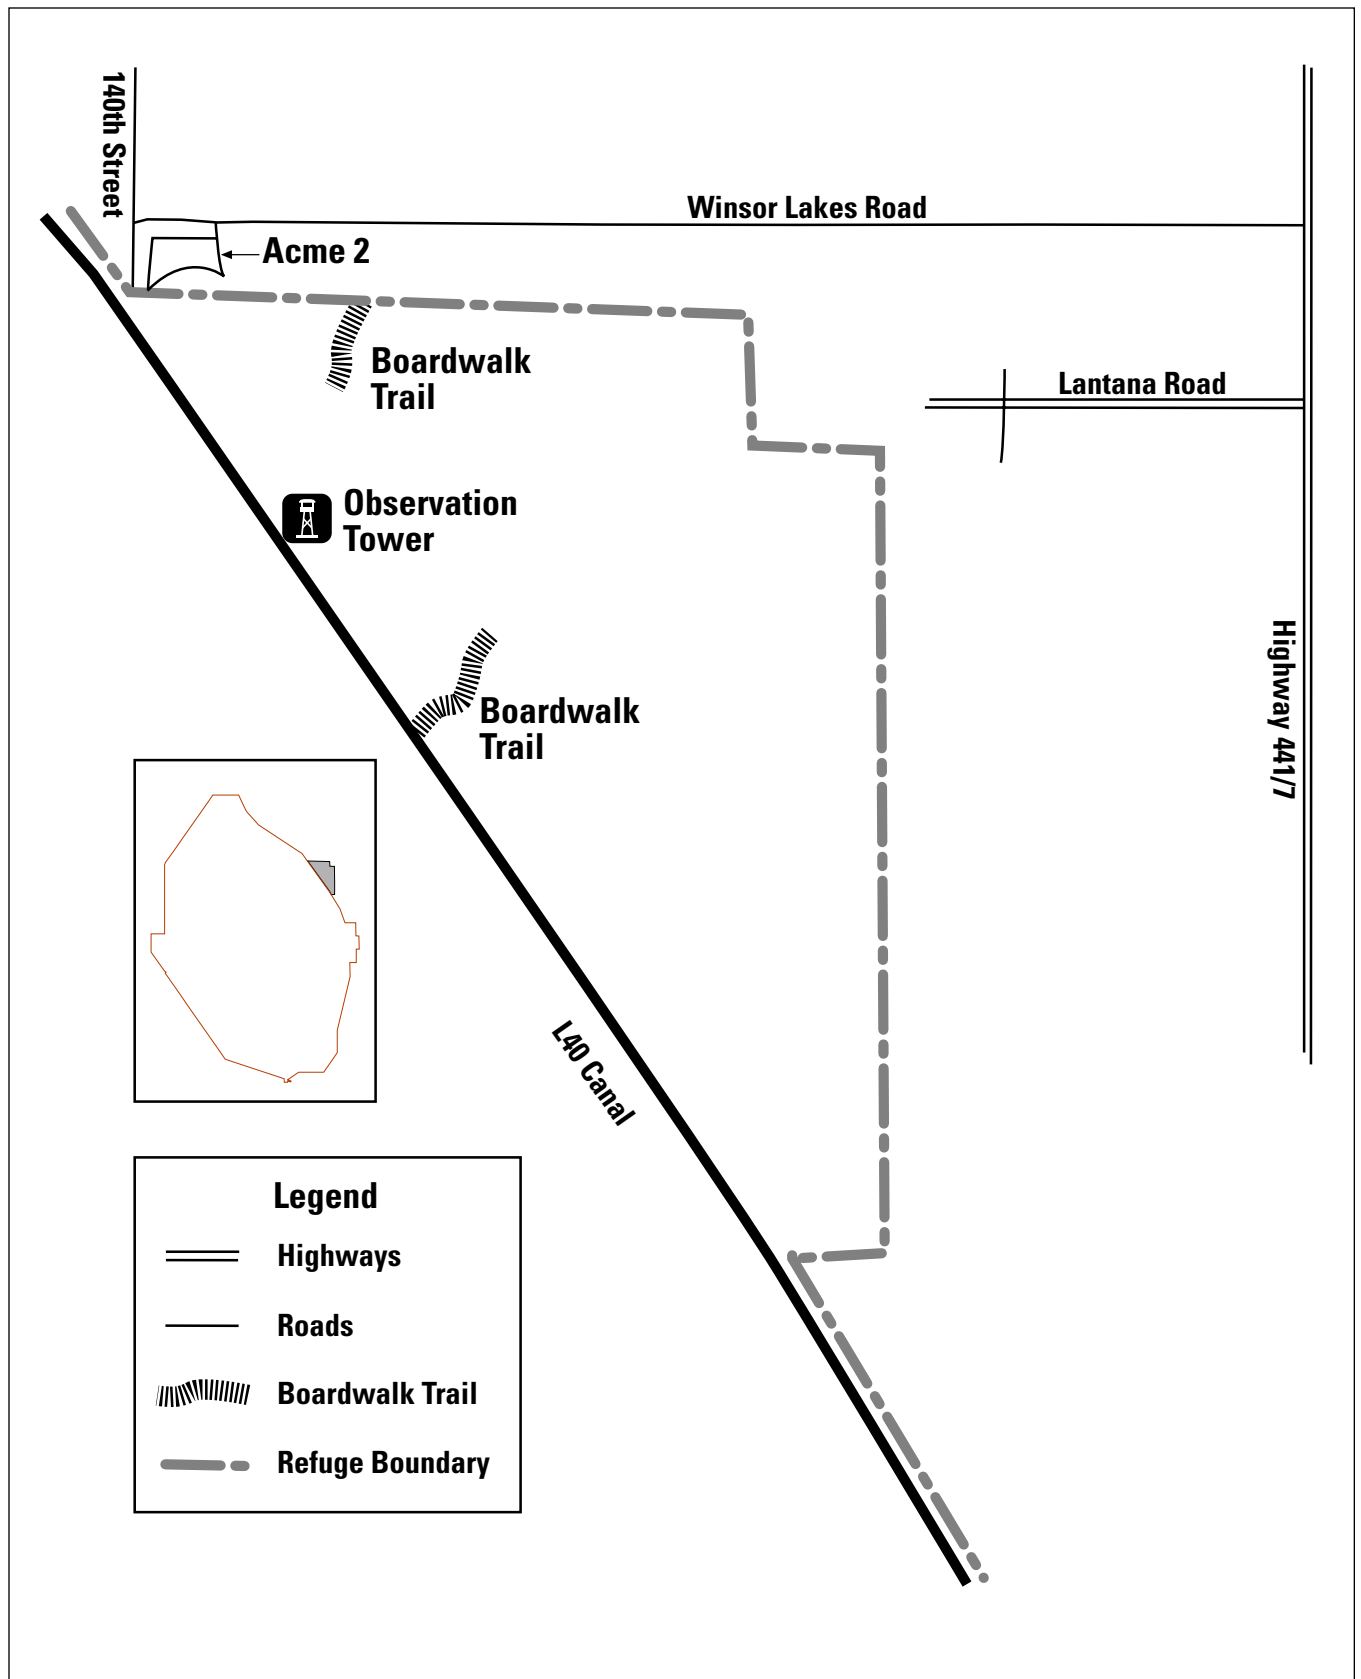 140th Street
Winsor Lakes Road
Acme 2
Boardwalk
Trail
Lantana Road
Observation
Tower
Highway 441/7
Boardwalk
Trail
L40 Canal
Legend
Highways
Roads
Boardwalk Trail
Refuge Boundary